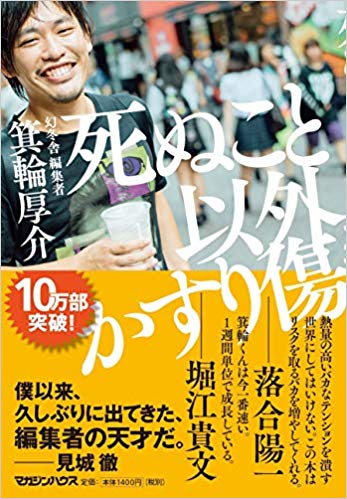 幻冬舎 編集者
箕輪厚介
死ぬこと
以外
かすり傷
10万部
突破!
熱量の高いバカなテンションを潰す
世界にしてはいけない。この本は
リスクを取るバカを増やしてくれる。
——落合陽一
箕輪くんは今一番速い。
1週間単位で成長している。
——堀江貴文
僕以来、
久しぶりに出てきた、
編集者の天才だ。
——見城 徹
マガジンハウス
定価:本体1400円(税別)